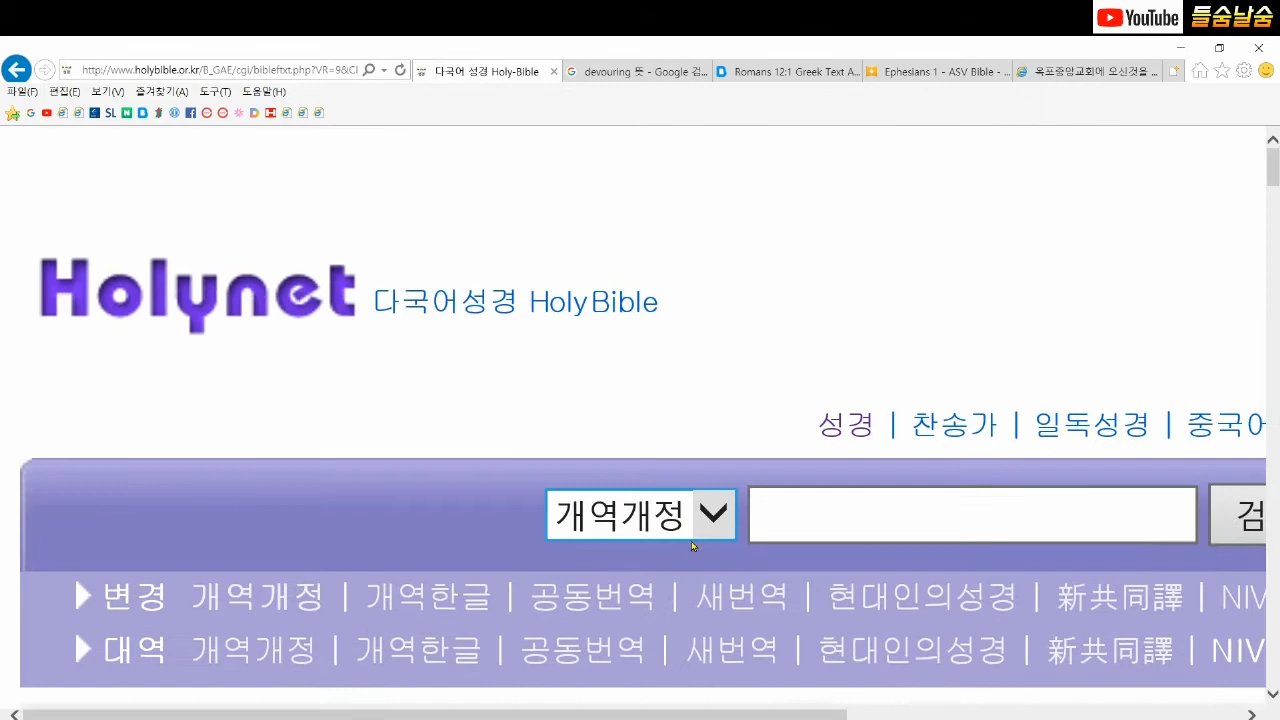 YouTube 들숨날숨
http://www.holybible.or.kr/B_GAE/cgi/bibleftxt.php?VR=9&CI 다국어 성경 Holy-Bible devouring 뜻 - Google 검... Romans 12:1 Greek Text A... Ephesians 1 - ASV Bible - ... 옥포중앙교회에 오신것을 ...
파일(F) 편집(E) 보기(V) 즐겨찾기(A) 도구(T) 도움말(H)
Holynet 다국어성경 HolyBible
성경 | 찬송가 | 일독성경 | 중국어
개역개정 검
변경 개역개정 | 개역한글 | 공동번역 | 새번역 | 현대인의성경 | 新共同譯 | NIV
대역 개역개정 | 개역한글 | 공동번역 | 새번역 | 현대인의성경 | 新共同譯 | NIV